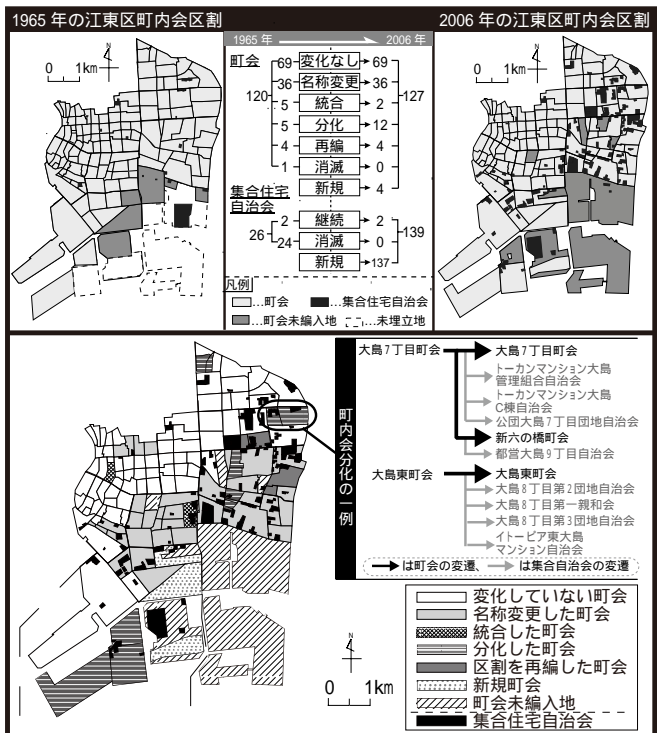 1965 年の江東区町内会区割
2006 年の江東区町内会区割
N
0 1km
1965 年 2006 年
町会
69 変化なし 69
36 名称変更 36
120 127
5 統合 2
5 分化 12
4 再編 4
1 消滅 0
新規 4
集合住宅
自治会
2 継続 2
26 139
24 消滅 0
新規 137
凡例
…町会 …集合住宅自治会
…町会未編入地 …未埋立地
N
0 1km
町内会分化の一例
大島7丁目町会 大島7丁目町会
トーカンマンション大島
管理組合自治会
トーカンマンション大島
C棟自治会
公団大島7丁目団地自治会
新六の橋町会
都営大島9丁目自治会
大島東町会 大島東町会
大島8丁目第2団地自治会
大島8丁目第一親和会
大島8丁目第3団地自治会
イトーピア東大島
マンション自治会
は町会の変遷、 は集合自治会の変遷
変化していない町会
名称変更した町会
統合した町会
分化した町会
区割を再編した町会
新規町会
町会未編入地
集合住宅自治会
N
0 1km